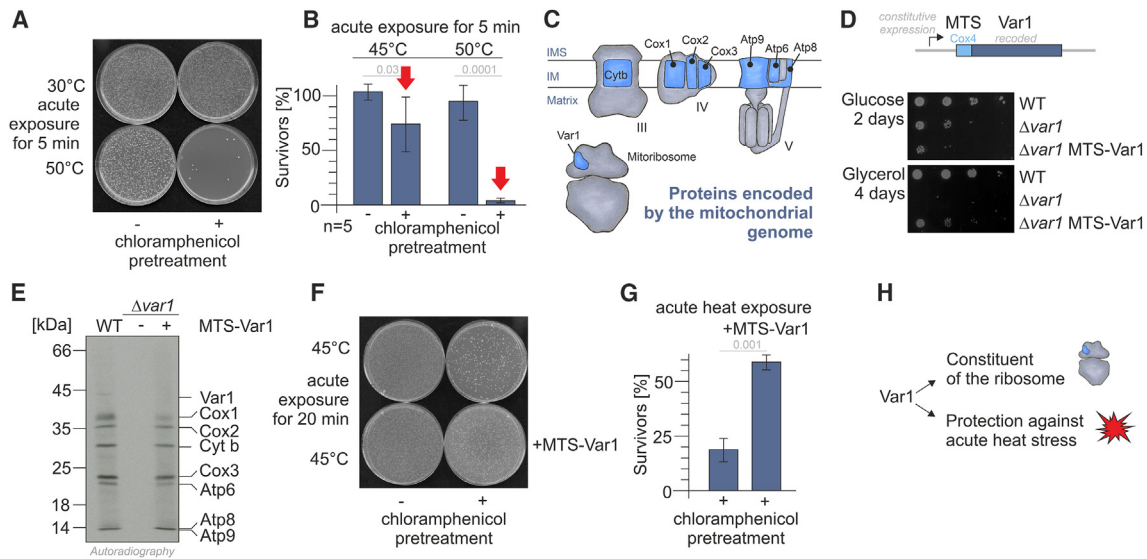 A
30°C
acute
exposure
for 5 min
50°C
- +
chloramphenicol
pretreatment
B
acute exposure for 5 min
45°C 50°C
0.03 0.0001
Survivors [%]
100
50
0
- + - +
n=5
chloramphenicol
pretreatment
C
IMS
IM
Matrix
Cytb
III
Cox1
Cox2
Cox3
IV
Atp9
Atp6
Atp8
V
Var1
Mitoribosome
Proteins encoded
by the mitochondrial
genome
D
constitutive
expression
MTS Var1
Cox4 recoded
Glucose
2 days
WT
Δvar1
Δvar1 MTS-Var1
Glycerol
4 days
WT
Δvar1
Δvar1 MTS-Var1
E
Δvar1
[kDa] WT - + MTS-Var1
66
45
35
25
18
14
Var1
Cox1
Cox2
Cyt b
Cox3
Atp6
Atp8
Atp9
Autoradiography
F
45°C
acute
exposure
for 20 min
45°C
+MTS-Var1
- +
chloramphenicol
pretreatment
G
acute heat exposure
+MTS-Var1
0.001
Survivors [%]
50
25
0
+ +
chloramphenicol
pretreatment
H
Var1
Constituent
of the ribosome
Protection against
acute heat stress